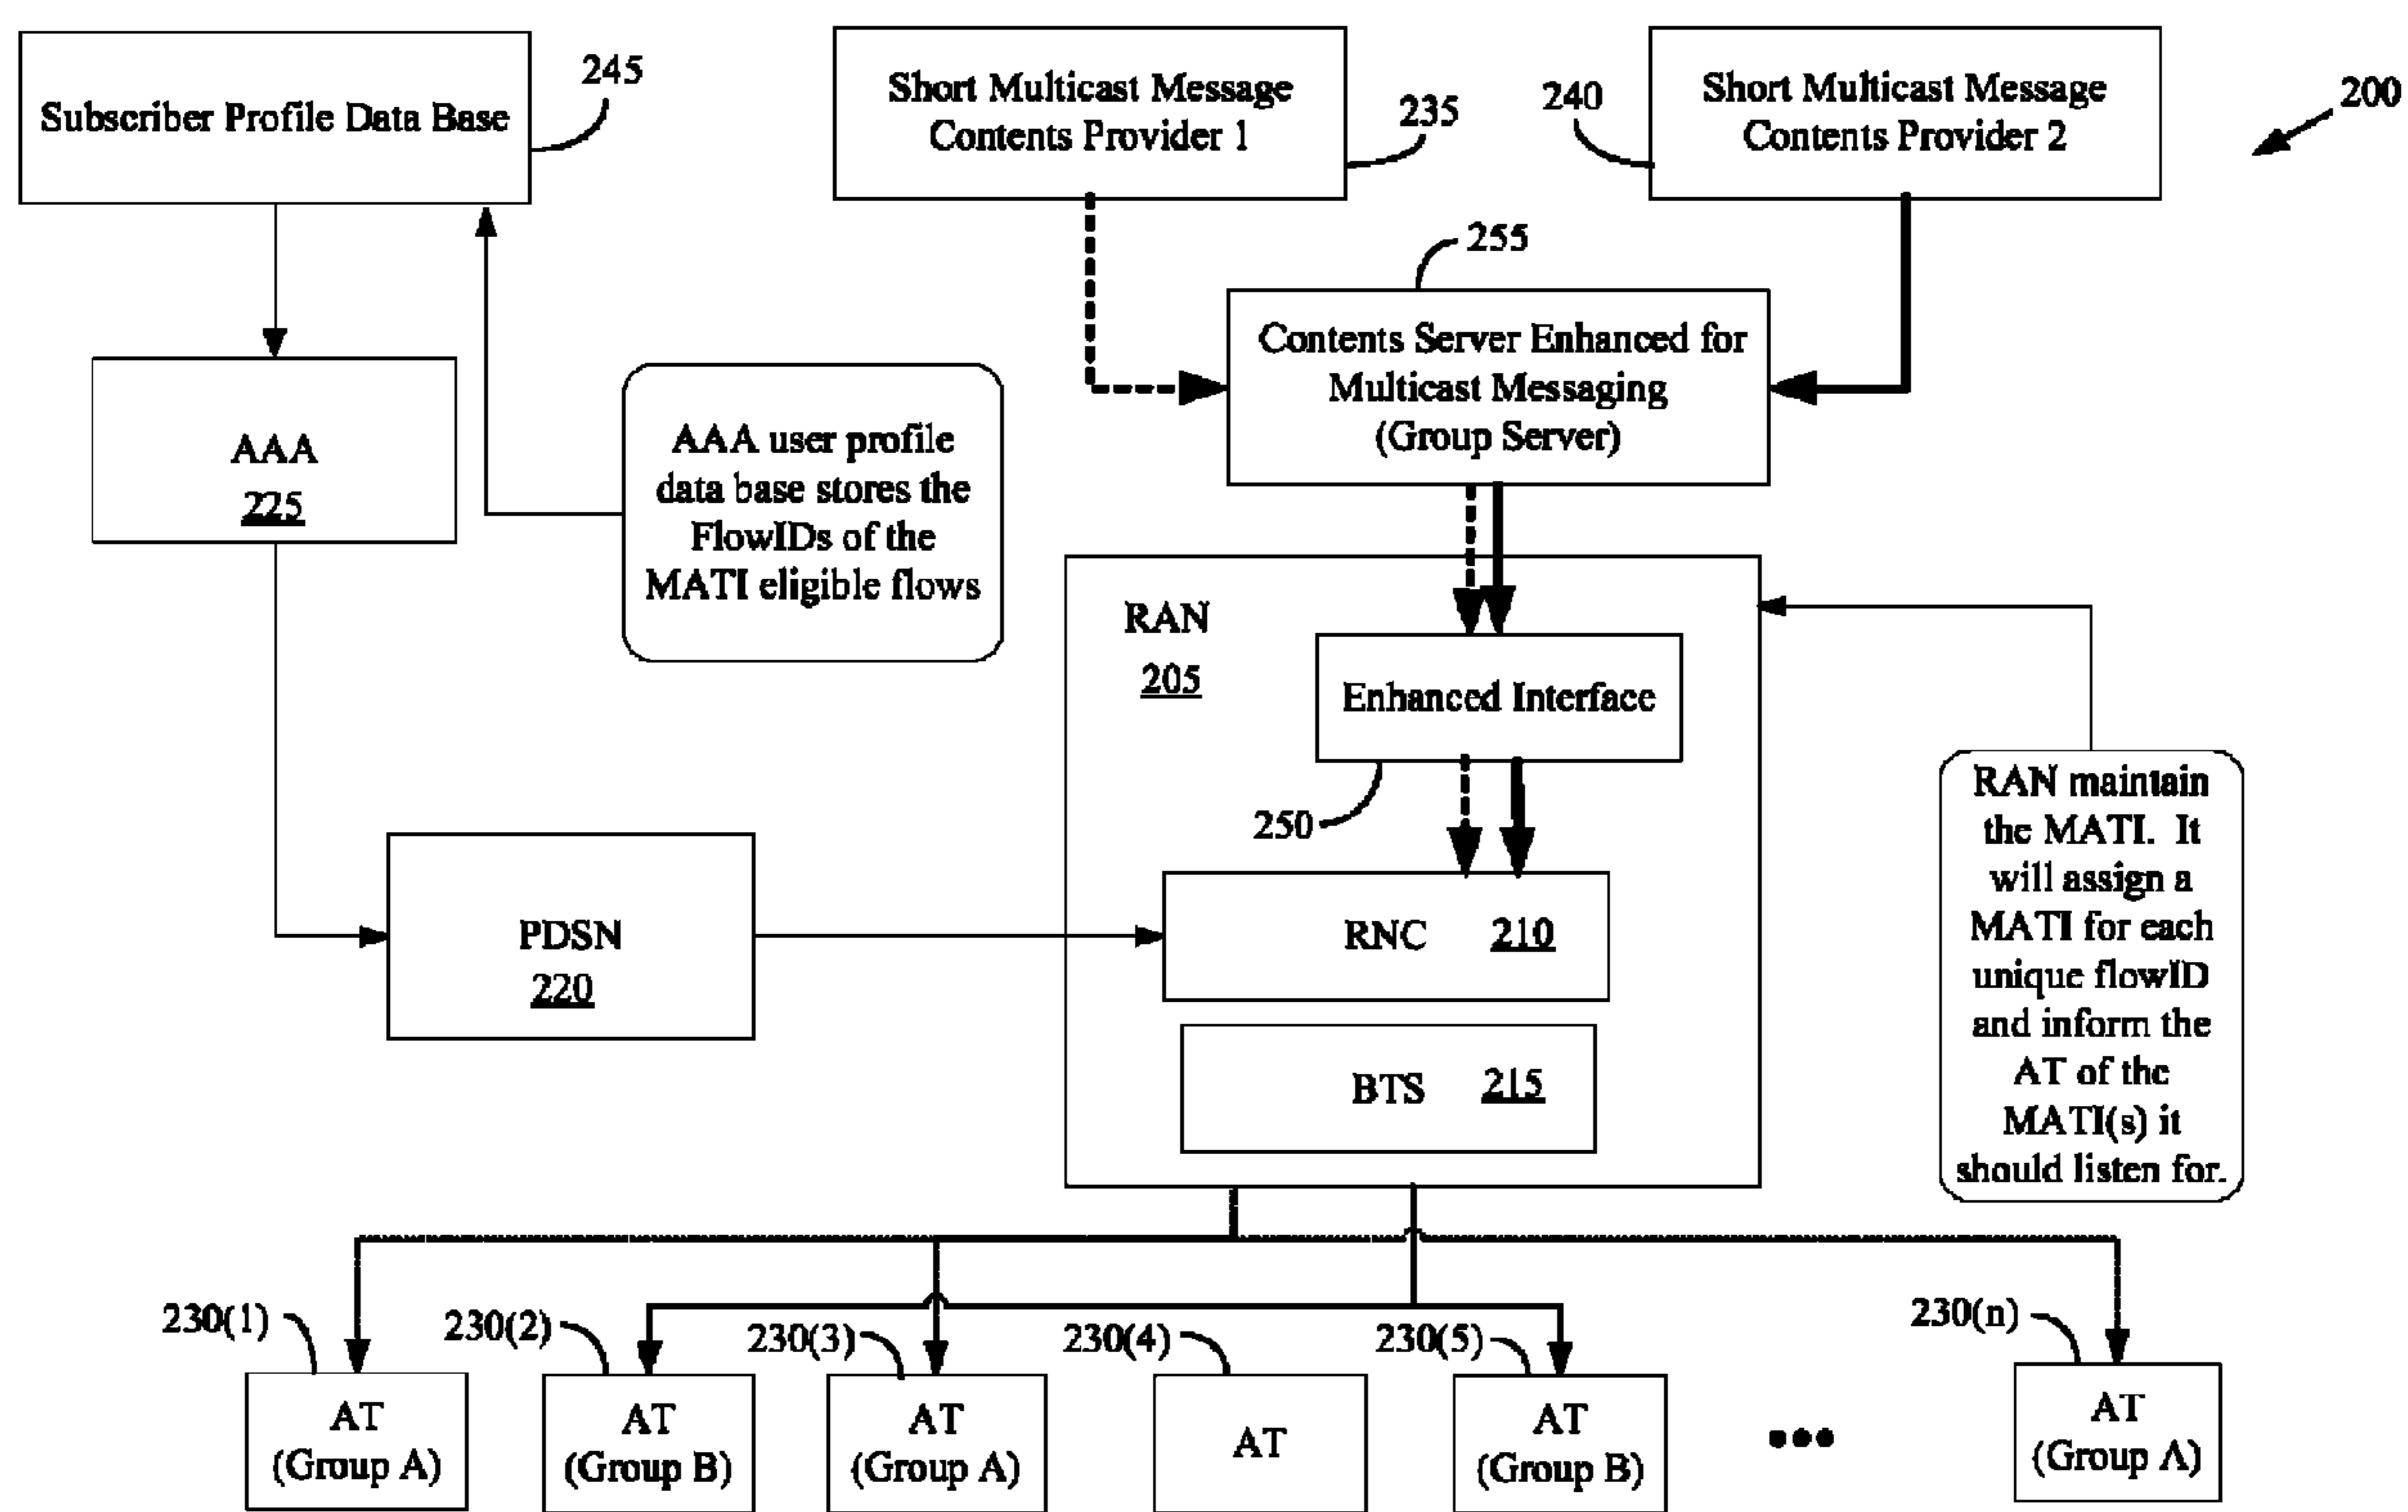 Subscriber Profile Data Base
245
Short Multicast Message
Contents Provider 1
235
240
Short Multicast Message
Contents Provider 2
200
255
Contents Server Enhanced for
Multicast Messaging
(Group Server)
AAA
225
AAA user profile
data base stores the
FlowIDs of the
MATI eligible flows
RAN
205
Enhanced Interface
250
PDSN
220
RNC 210
BTS 215
RAN maintain
the MATI. It
will assign a
MATI for each
unique flowID
and inform the
AT of the
MATI(s) it
should listen for.
230(1)
230(2)
230(3)
230(4)
230(5)
230(n)
AT
(Group A)
AT
(Group B)
AT
(Group A)
AT
AT
(Group B)
•••
AT
(Group A)